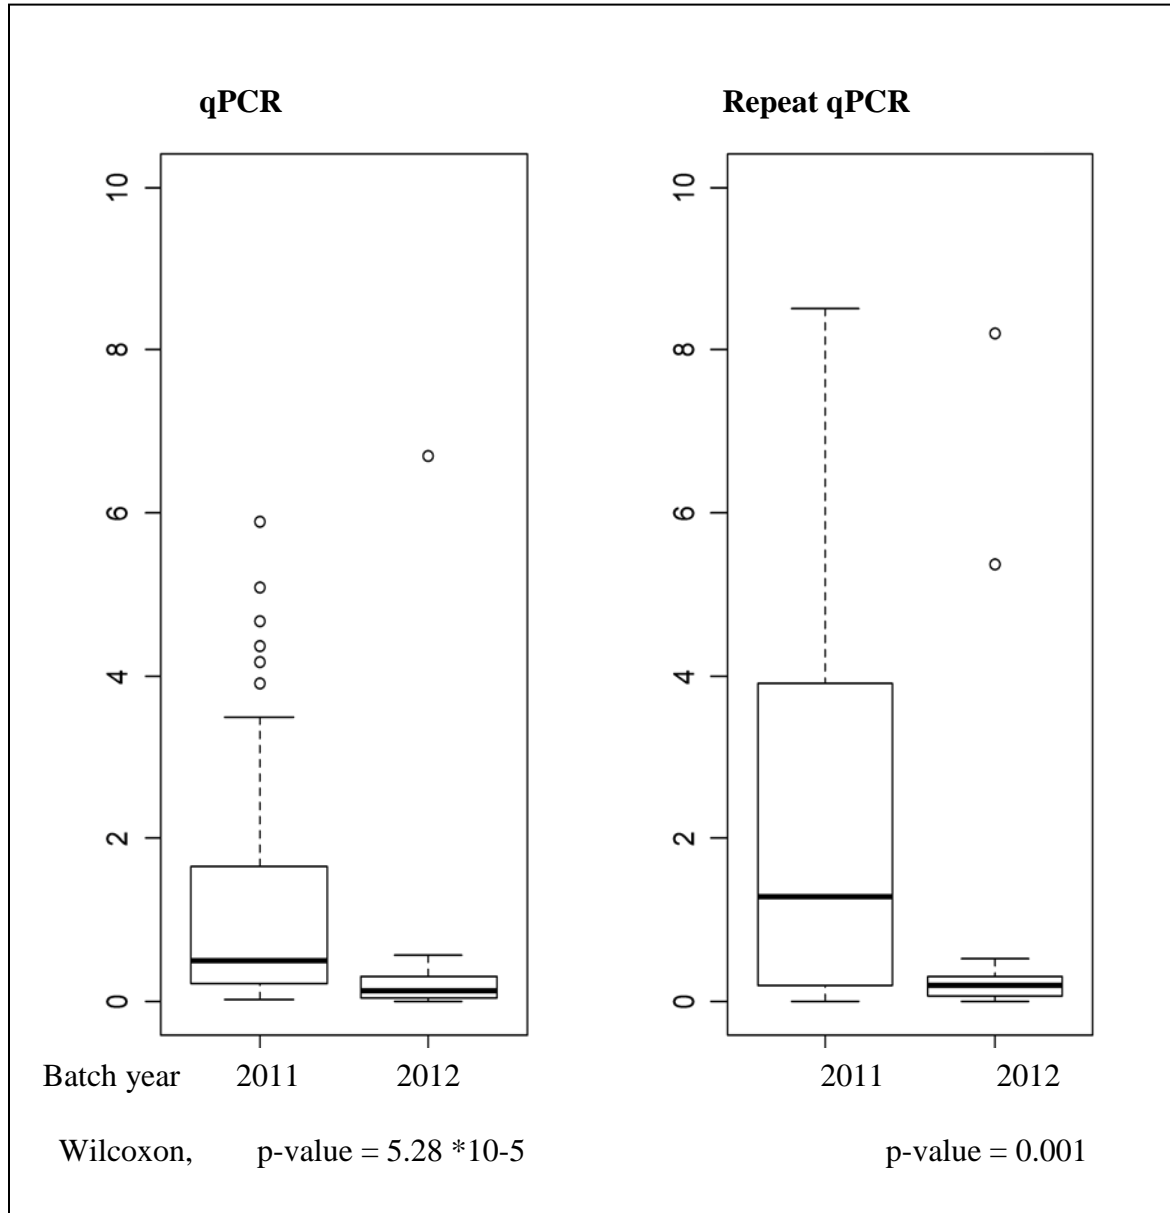 qPCR Repeat qPCR
10 10
8 8
6 6
4 4
2 2
0 0
Batch year 2011 2012 2011 2012
Wilcoxon, p-value = 5.28 *10-5 p-value = 0.001